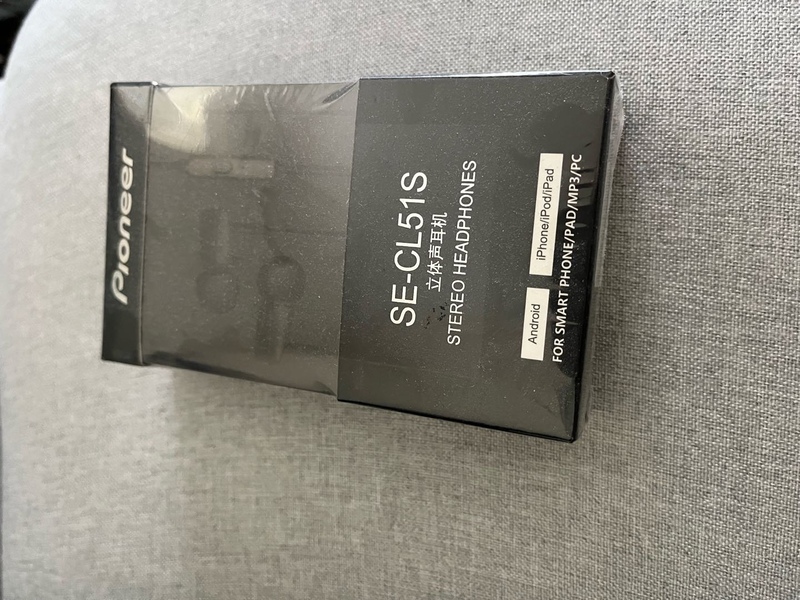 Pioneer
SE-CL51S
立体声耳机
STEREO HEADPHONES
Android
iPhone/iPod/iPad
FOR SMART PHONE/PAD/MP3/PC